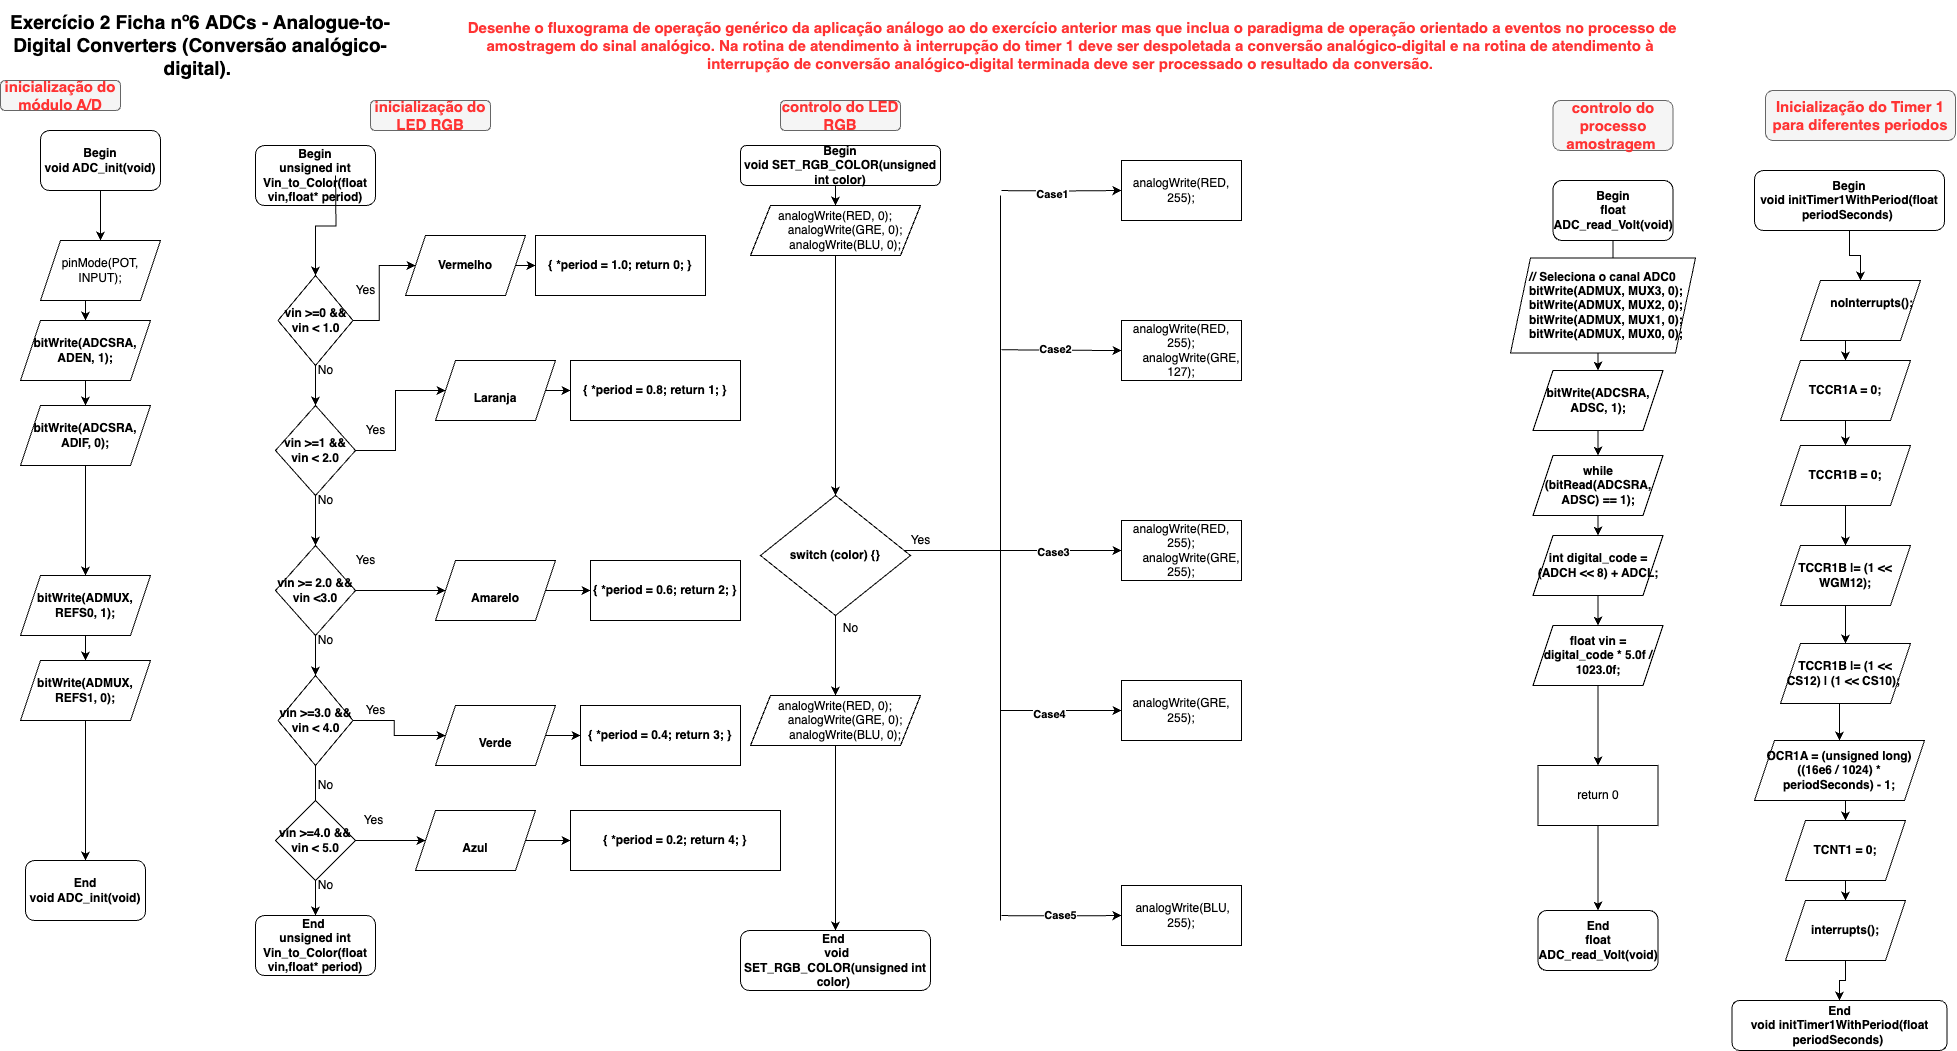 Exercício 2 Ficha nº6 ADCs - Analogue-to-
Digital Converters (Conversão analógico-
digital).
Desenhe o fluxograma de operação genérico da aplicação análogo ao do exercício anterior mas que inclua o paradigma de operação orientado a eventos no processo de
amostragem do sinal analógico. Na rotina de atendimento à interrupção do timer 1 deve ser despoletada a conversão analógico-digital e na rotina de atendimento à
interrupção de conversão analógico-digital terminada deve ser processado o resultado da conversão.
inicialização do
módulo A/D
Begin
void ADC_init(void)
pinMode(POT,
INPUT);
bitWrite(ADCSRA,
ADEN, 1);
bitWrite(ADCSRA,
ADIF, 0);
bitWrite(ADMUX,
REFS0, 1);
bitWrite(ADMUX,
REFS1, 0);
End
void ADC_init(void)
inicialização do
LED RGB
Begin
unsigned int
Vin_to_Color(float
vin,float* period)
vin >=0 &&
vin < 1.0
Yes
Vermelho
{ *period = 1.0; return 0; }
No
vin >=1 &&
vin < 2.0
Yes
Laranja
{ *period = 0.8; return 1; }
No
vin >= 2.0 &&
vin <3.0
Yes
Amarelo
{ *period = 0.6; return 2; }
No
vin >=3.0 &&
vin < 4.0
Yes
Verde
{ *period = 0.4; return 3; }
No
vin >=4.0 &&
vin < 5.0
Yes
Azul
{ *period = 0.2; return 4; }
No
End
unsigned int
Vin_to_Color(float
vin,float* period)
controlo do LED
RGB
Begin
void SET_RGB_COLOR(unsigned
int color)
analogWrite(RED, 0);
analogWrite(GRE, 0);
analogWrite(BLU, 0);
switch (color) {}
Yes
No
analogWrite(RED, 0);
analogWrite(GRE, 0);
analogWrite(BLU, 0);
End
void
SET_RGB_COLOR(unsigned int
color)
Case1
analogWrite(RED,
255);
Case2
analogWrite(RED,
255);
analogWrite(GRE,
127);
Case3
analogWrite(RED,
255);
analogWrite(GRE,
255);
Case4
analogWrite(GRE,
255);
Case5
analogWrite(BLU,
255);
controlo do
processo
amostragem
Begin
float
ADC_read_Volt(void)
// Seleciona o canal ADC0
bitWrite(ADMUX, MUX3, 0);
bitWrite(ADMUX, MUX2, 0);
bitWrite(ADMUX, MUX1, 0);
bitWrite(ADMUX, MUX0, 0);
bitWrite(ADCSRA,
ADSC, 1);
while
(bitRead(ADCSRA,
ADSC) == 1);
int digital_code =
(ADCH << 8) + ADCL;
float vin =
digital_code * 5.0f /
1023.0f;
return 0
End
float
ADC_read_Volt(void)
Inicialização do Timer 1
para diferentes periodos
Begin
void initTimer1WithPeriod(float
periodSeconds)
noInterrupts();
TCCR1A = 0;
TCCR1B = 0;
TCCR1B |= (1 <<
WGM12);
TCCR1B |= (1 <<
CS12) | (1 << CS10);
OCR1A = (unsigned long)
((16e6 / 1024) *
periodSeconds) - 1;
TCNT1 = 0;
interrupts();
End
void initTimer1WithPeriod(float
periodSeconds)